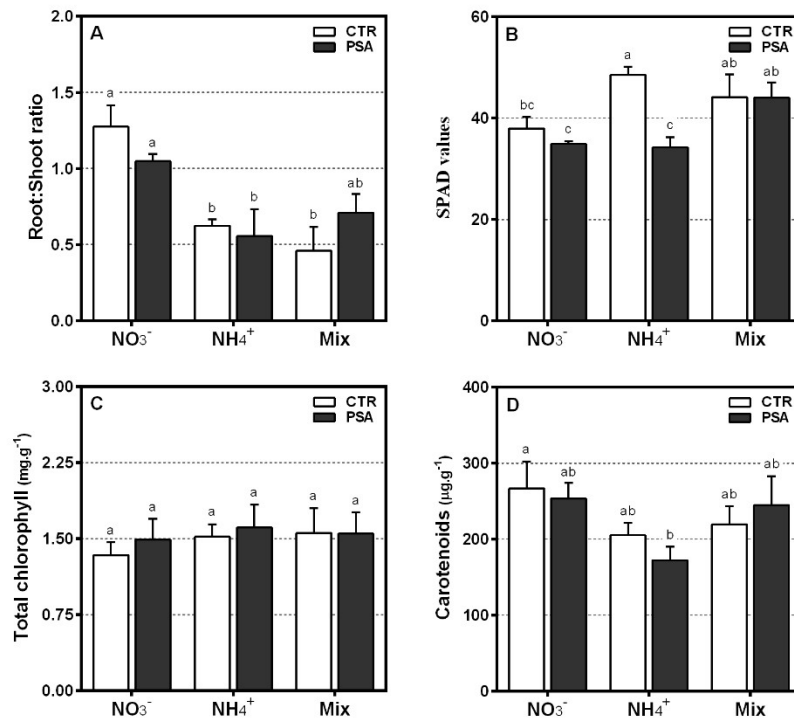 A
CTR
PSA
Root:Shoot ratio
2.0
1.5
1.0
0.5
0.0
a
a
b
b
b
ab
NO3-
NH4+
Mix
B
CTR
PSA
SPAD values
60
40
20
0
bc
c
a
c
ab
ab
NO3-
NH4+
Mix
C
CTR
PSA
Total chlorophyll (mg.g-1)
3.00
2.25
1.50
0.75
0.00
a
a
a
a
a
a
NO3-
NH4+
Mix
D
CTR
PSA
Carotenoids (µg.g-1)
400
300
200
100
0
a
ab
ab
b
ab
ab
NO3-
NH4+
Mix